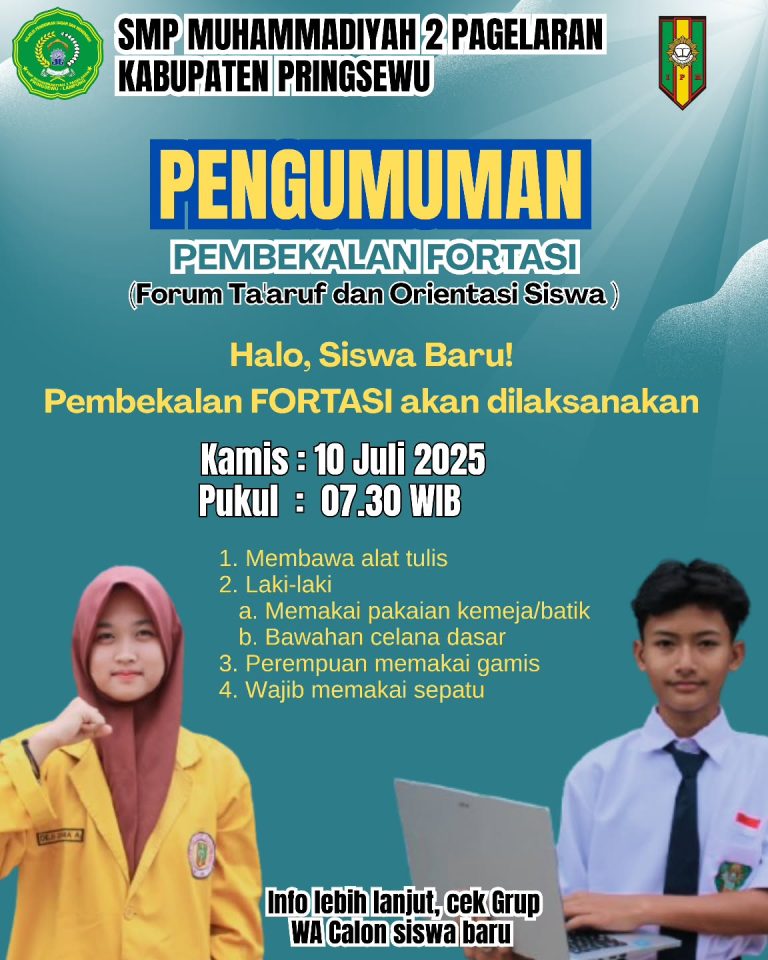 SMP MUHAMMADIYAH 2 PAGELARAN
KABUPATEN PRINGSEWU
I P M
PENGUMUMAN
PEMBEKALAN FORTASI
(Forum Ta'aruf dan Orientasi Siswa )
Halo, Siswa Baru!
Pembekalan FORTASI akan dilaksanakan
Kamis : 10 Juli 2025
Pukul : 07.30 WIB
1. Membawa alat tulis
2. Laki-laki
a. Memakai pakaian kemeja/batik
b. Bawahan celana dasar
3. Perempuan memakai gamis
4. Wajib memakai sepatu
Info lebih lanjut, cek Grup
WA Calon siswa baru